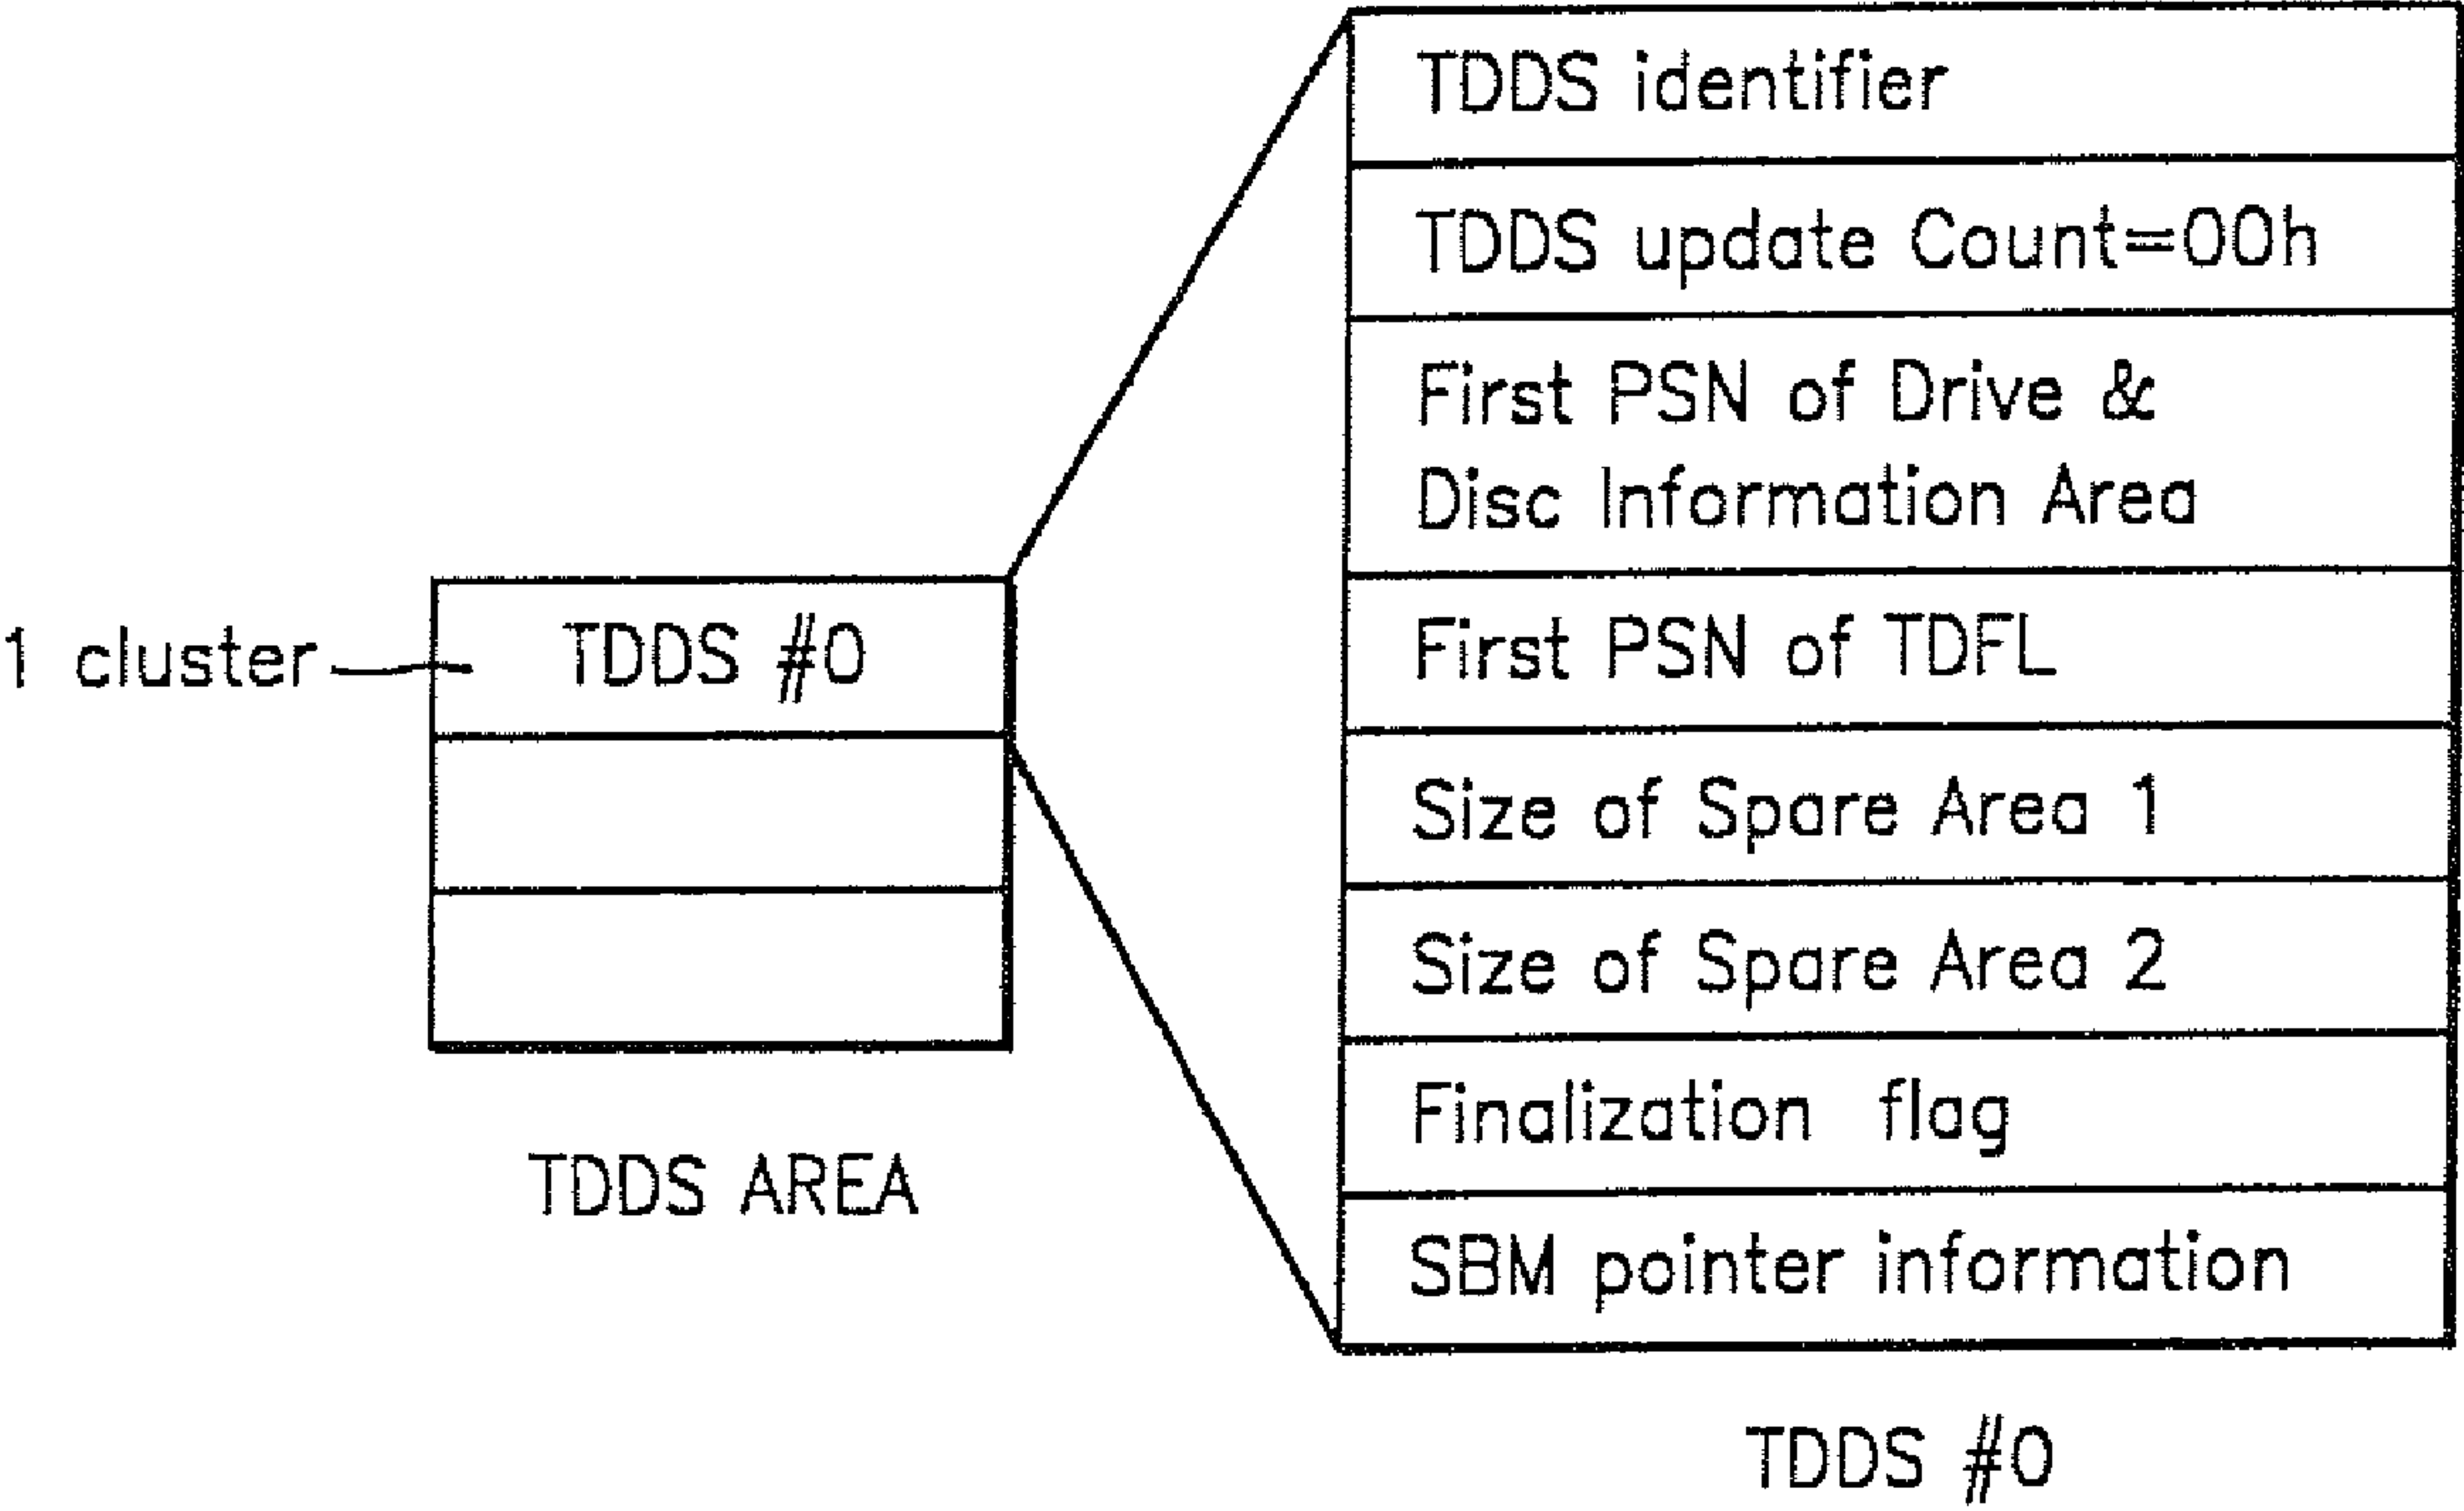 1 cluster
TDDS #0
TDDS AREA
TDDS identifier
TDDS update Count=00h
First PSN of Drive &
Disc Information Area
First PSN of TDFL
Size of Spare Area 1
Size of Spare Area 2
Finalization flag
SBM pointer information
TDDS #0